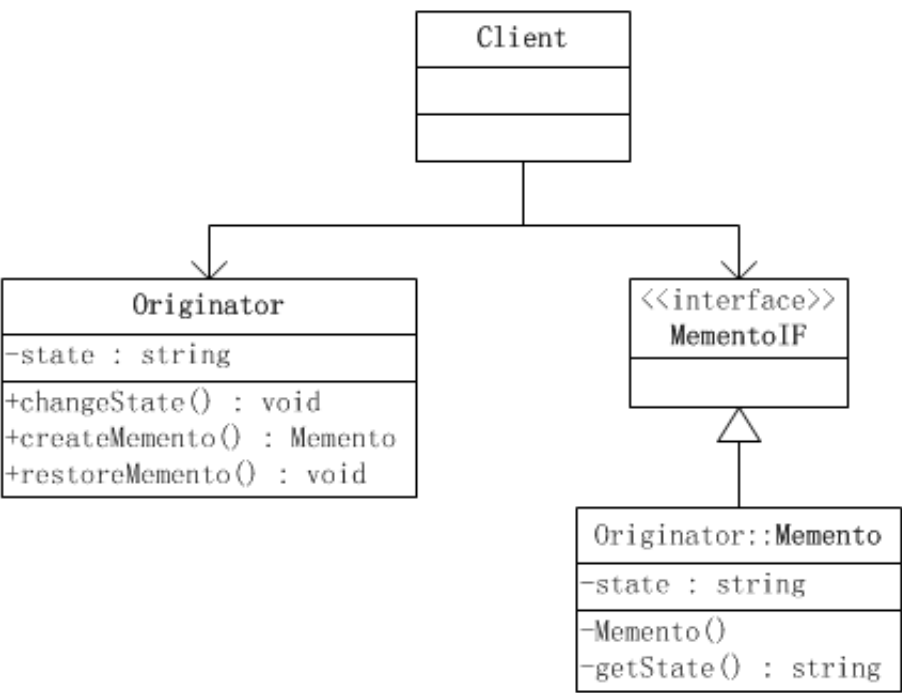 Client
Originator
-state : string
+changeState() : void
+createMemento() : Memento
+restoreMemento() : void
<<interface>>
MementoIF
Originator::Memento
-state : string
-Memento()
-getState() : string